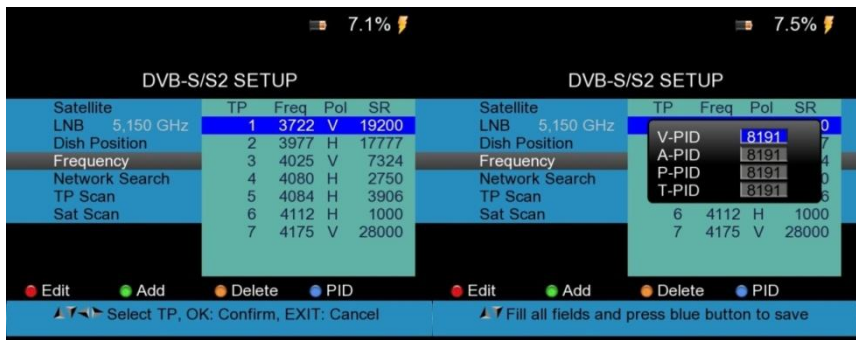 7.1%
DVB-S/S2 SETUP
Satellite TP Freq Pol SR
LNB 5,150 GHz 1 3722 V 19200
Dish Position 2 3977 H 17777
Frequency 3 4025 V 7324
Network Search 4 4080 H 2750
TP Scan 5 4084 H 3906
Sat Scan 6 4112 H 1000
7 4175 V 28000
Edit Add Delete PID
Select TP, OK: Confirm, EXIT: Cancel
7.5%
DVB-S/S2 SETUP
Satellite TP Freq Pol SR
LNB 5,150 GHz 0
Dish Position V-PID 8191 7
Frequency A-PID 8191 4
Network Search P-PID 8191 0
TP Scan T-PID 8191 6
Sat Scan 6 4112 H 1000
7 4175 V 28000
Edit Add Delete PID
Fill all fields and press blue button to save